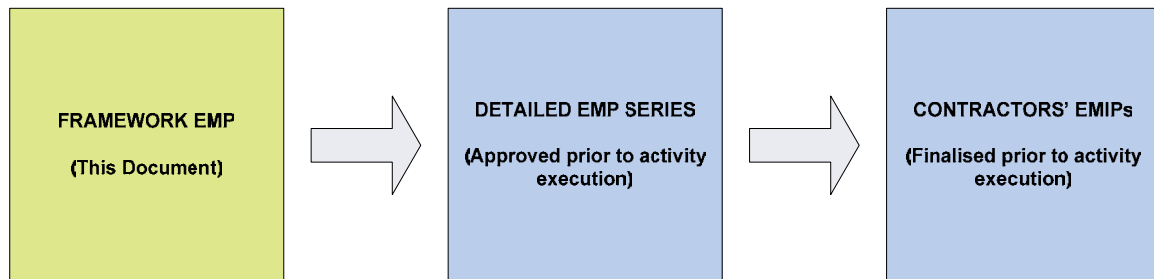 FRAMEWORK EMP
(This Document)
DETAILED EMP SERIES
(Approved prior to activity
execution)
CONTRACTORS’ EMIPs
(Finalised prior to activity
execution)